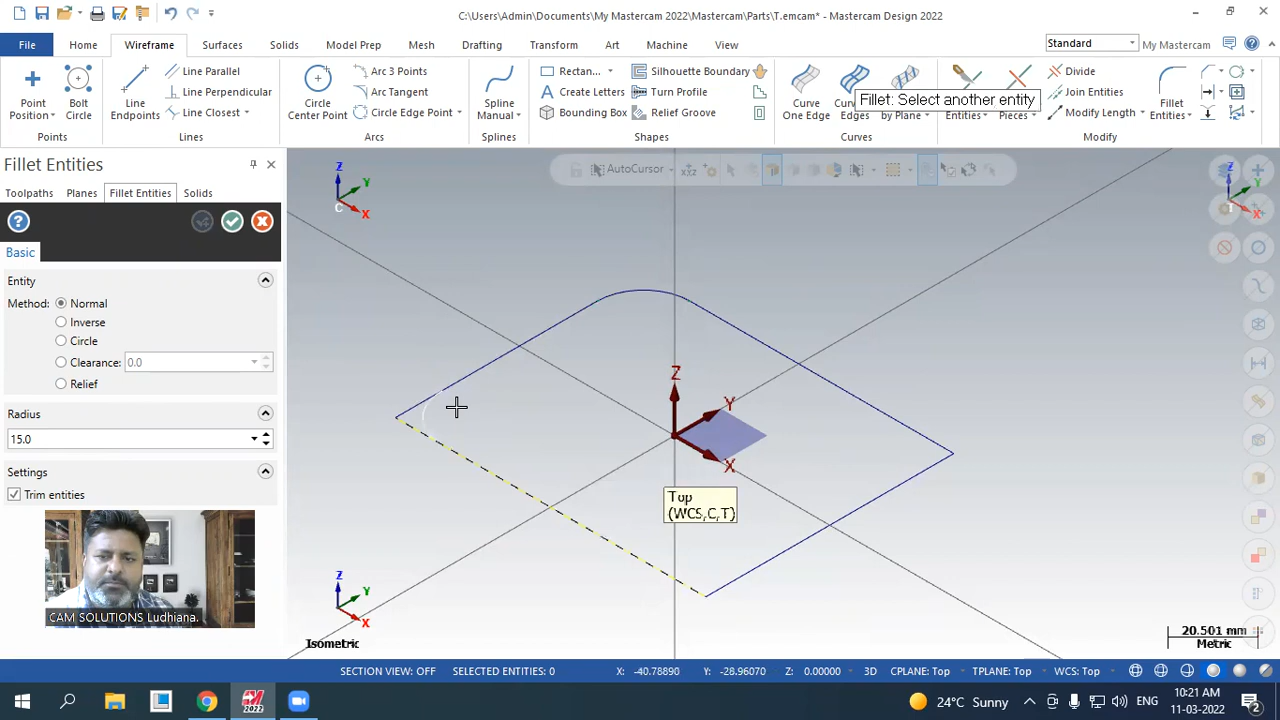 C:\Users\Admin\Documents\My Mastercam 2022\Mastercam\Parts\T.emcam* - Mastercam Design 2022
File Home Wireframe Surfaces Solids Model Prep Mesh Drafting Transform Art Machine View Standard My Mastercam
Point Position
Bolt Circle
Points
Line Endpoints
Line Parallel
Line Perpendicular
Line Closest
Lines
Circle Center Point
Arc 3 Points
Arc Tangent
Circle Edge Point
Arcs
Spline Manual
Splines
Rectan...
Create Letters
Bounding Box
Silhouette Boundary
Turn Profile
Relief Groove
Shapes
Curve One Edge
by Plane
Curves
Fillet: Select another entity
Entities
Pieces
Divide
Join Entities
Modify Length
Fillet Entities
Modify
Fillet Entities
Toolpaths Planes Fillet Entities Solids
Basic
Entity
Method: Normal
Inverse
Circle
Clearance: 0.0
Relief
Radius
15.0
Settings
Trim entities
CAM SOLUTIONS Ludhiana.
AutoCursor
Z
Y
X
C
Z
Y
X
T
Z
Y
X
Top
(WCS,C,T)
Z
Y
X
Isometric
20.501 mm
Metric
SECTION VIEW: OFF SELECTED ENTITIES: 0 X: -40.78890 Y: -28.96070 Z: 0.00000 3D CPLANE: Top TPLANE: Top WCS: Top
2022
24°C Sunny
ENG
10:21 AM
11-03-2022
2